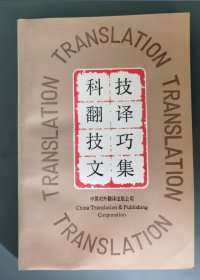 TRANSLATION
TRANSLATION
TRANSLATION
TRANSLATION
TRANSLATION
科技
翻译
技巧
文集
中国对外翻译出版公司
China Translation & Publishing
Corporation